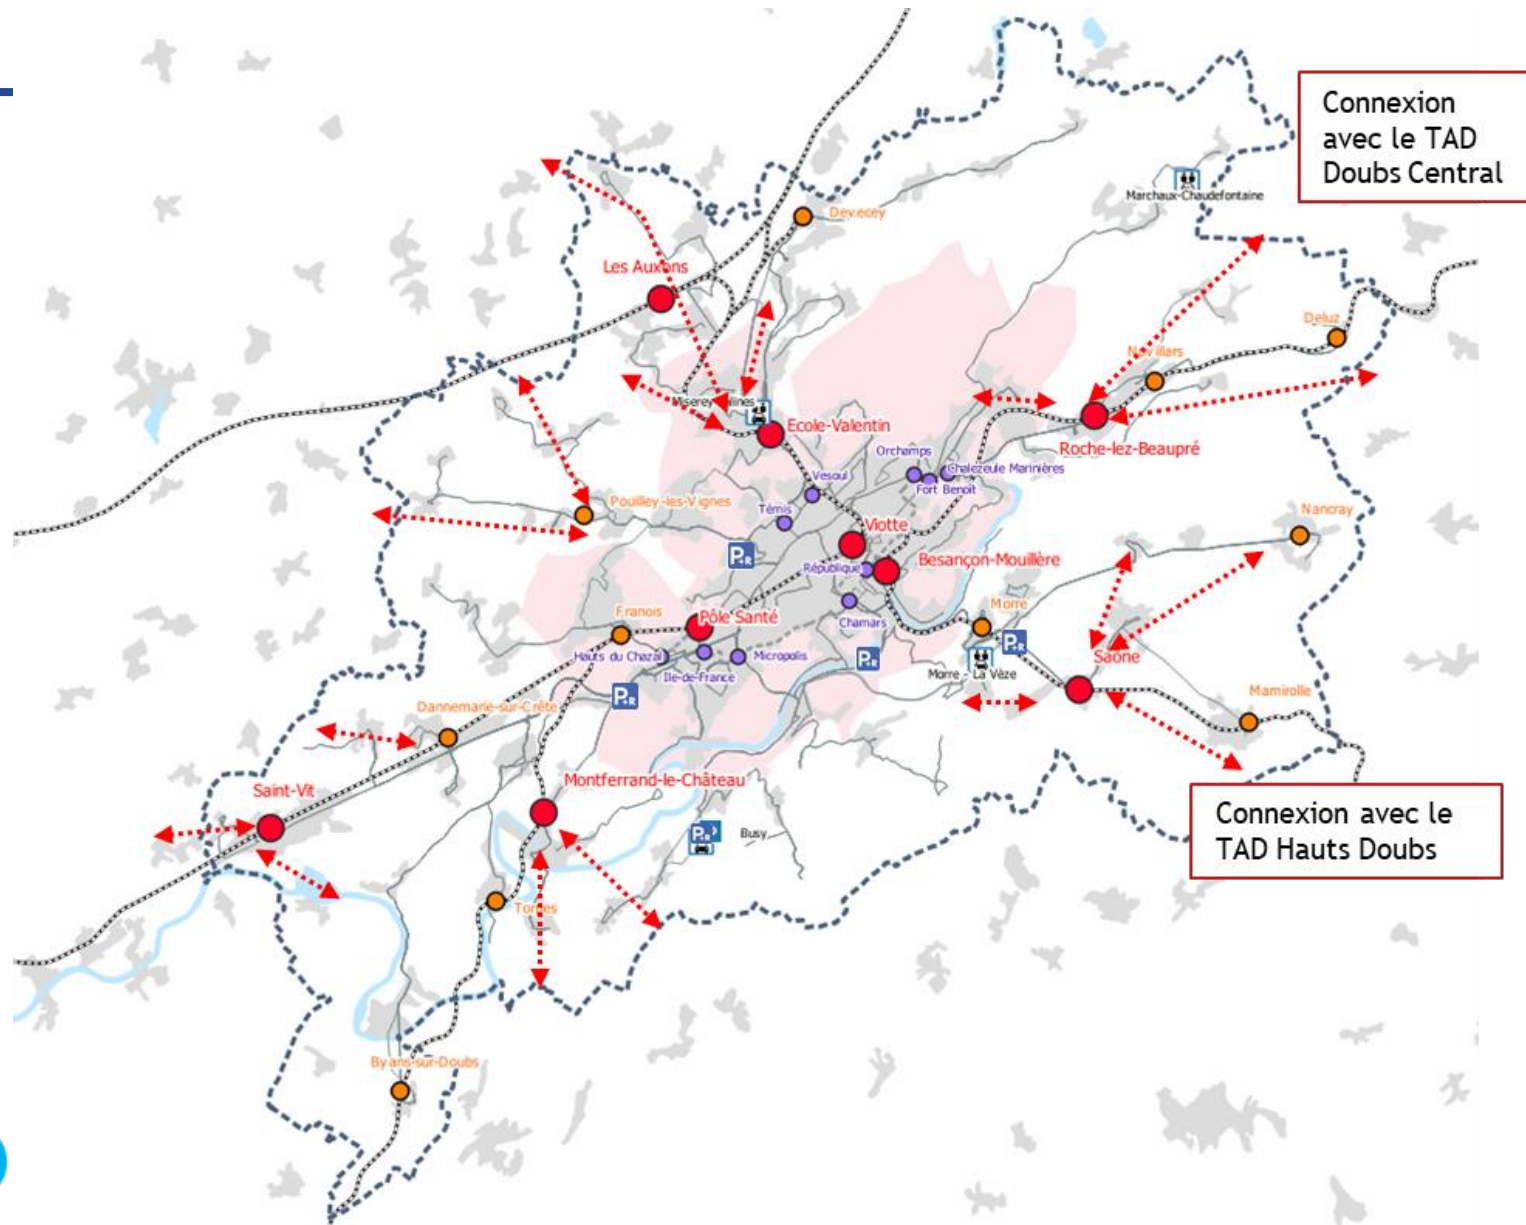 Connexion
avec le TAD
Doubs Central
Marchaux-Chaudefontaine
Devecey
Les Auxons
Deluz
Novillars
Miserey-Salines
Ecole-Valentin
Roche-lez-Beaupré
Orchamps
Chalezeule Marinières
Fort Benoît
Vesoul
Pouilley-les-Vignes
Témis
Nancray
Viotte
P+R
République
Besançon-Mouillère
Morre
Franois
Pôle Santé
Chamars
P+R
Hauts du Chazal
Micropolis
P+R
Saône
Ile-de-France
Morre - La Vèze
P+R
Mamirolle
Dannemarie-sur-Crête
Montferrand-le-Château
Saint-Vit
Connexion avec le
TAD Hauts Doubs
P+R
Busy
Torpes
Byans-sur-Doubs